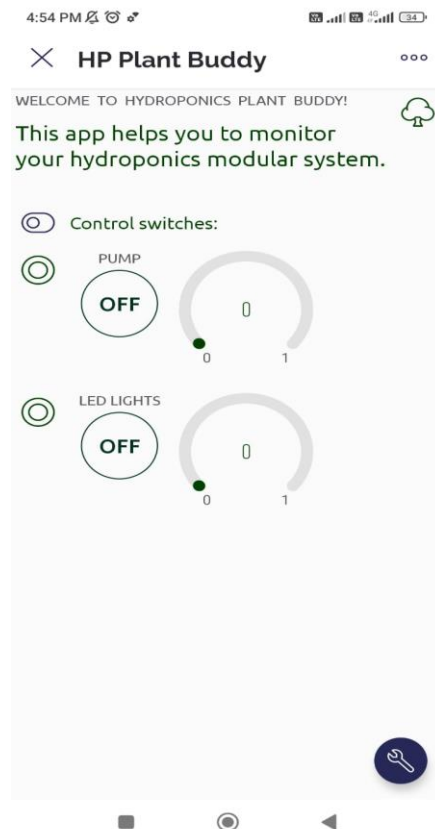 4:54 PM
4G
34
HP Plant Buddy
WELCOME TO HYDROPONICS PLANT BUDDY!
This app helps you to monitor
your hydroponics modular system.
Control switches:
PUMP
OFF
0
0 1
LED LIGHTS
OFF
0
0 1